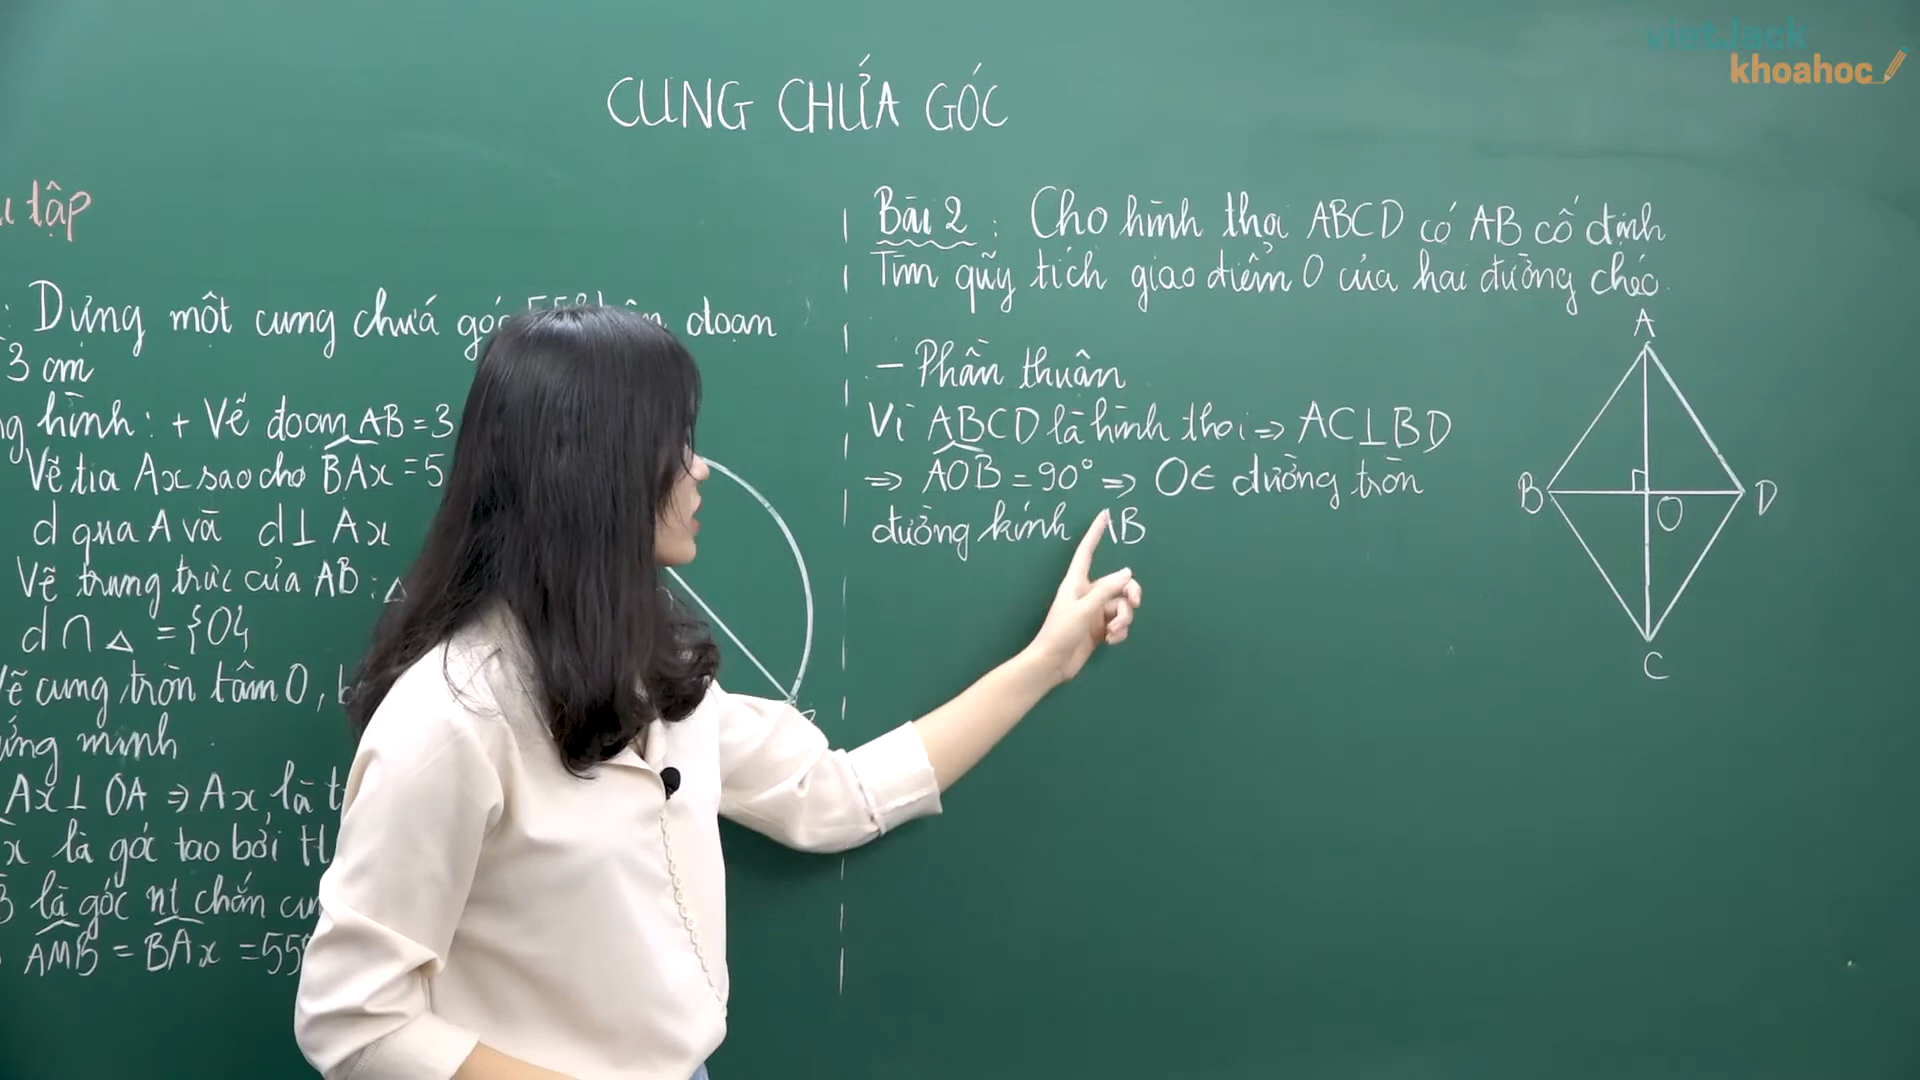 vietJack
khoahoc
CUNG CHỨA GÓC
tập
: Dựng một cung chứa góc 55° đoạn
3 cm
hình: + Vẽ đoạn AB = 3
Vẽ tia Ax sao cho BAx = 5
d qua A và d ⊥ Ax
Vẽ trung trực của AB: △
d ∩ △ = {O}
Vẽ cung tròn tâm O, b
minh
Ax ⊥ OA ⇒ Ax là t
x là góc tạo bởi
là góc nt chắn
AMB = BAx = 55°
Bài 2 : Cho hình thoi ABCD có AB cố định
Tìm qũy tích giao điểm O của hai đường chéo.
- Phần thuận
Vì ABCD là hình thoi ⇒ AC ⊥ BD
⇒ AOB = 90° ⇒ O ∈ đường tròn
đường kính AB
A
B
D
O
C